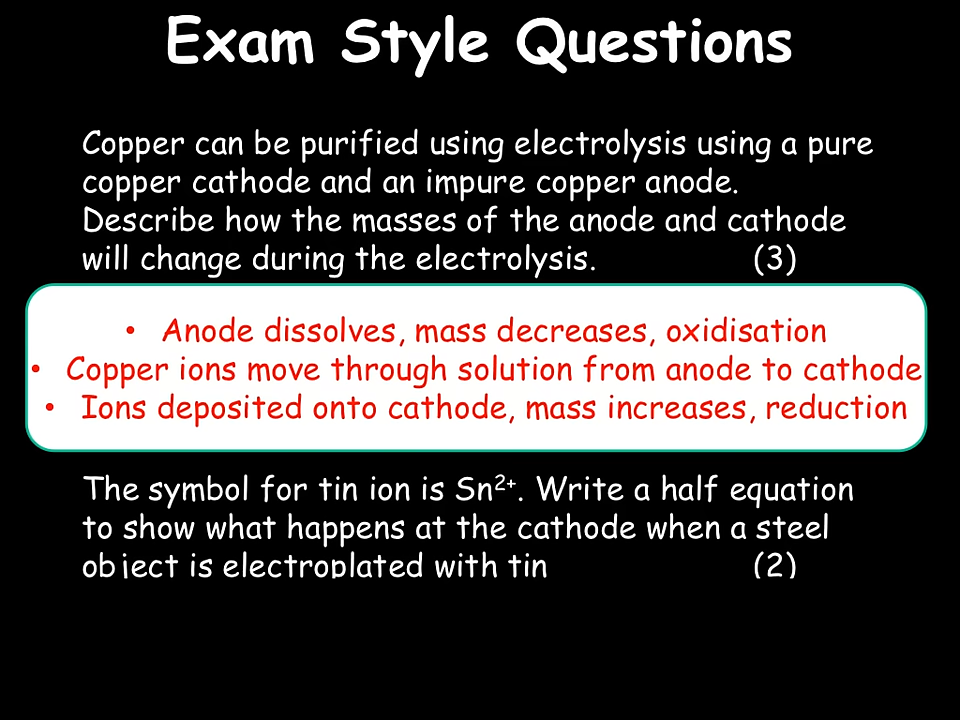 Exam Style Questions
Copper can be purified using electrolysis using a pure
copper cathode and an impure copper anode.
Describe how the masses of the anode and cathode
will change during the electrolysis. (3)
• Anode dissolves, mass decreases, oxidisation
• Copper ions move through solution from anode to cathode
• Ions deposited onto cathode, mass increases, reduction
The symbol for tin ion is Sn²⁺. Write a half equation
to show what happens at the cathode when a steel
object is electroplated with tin (2)